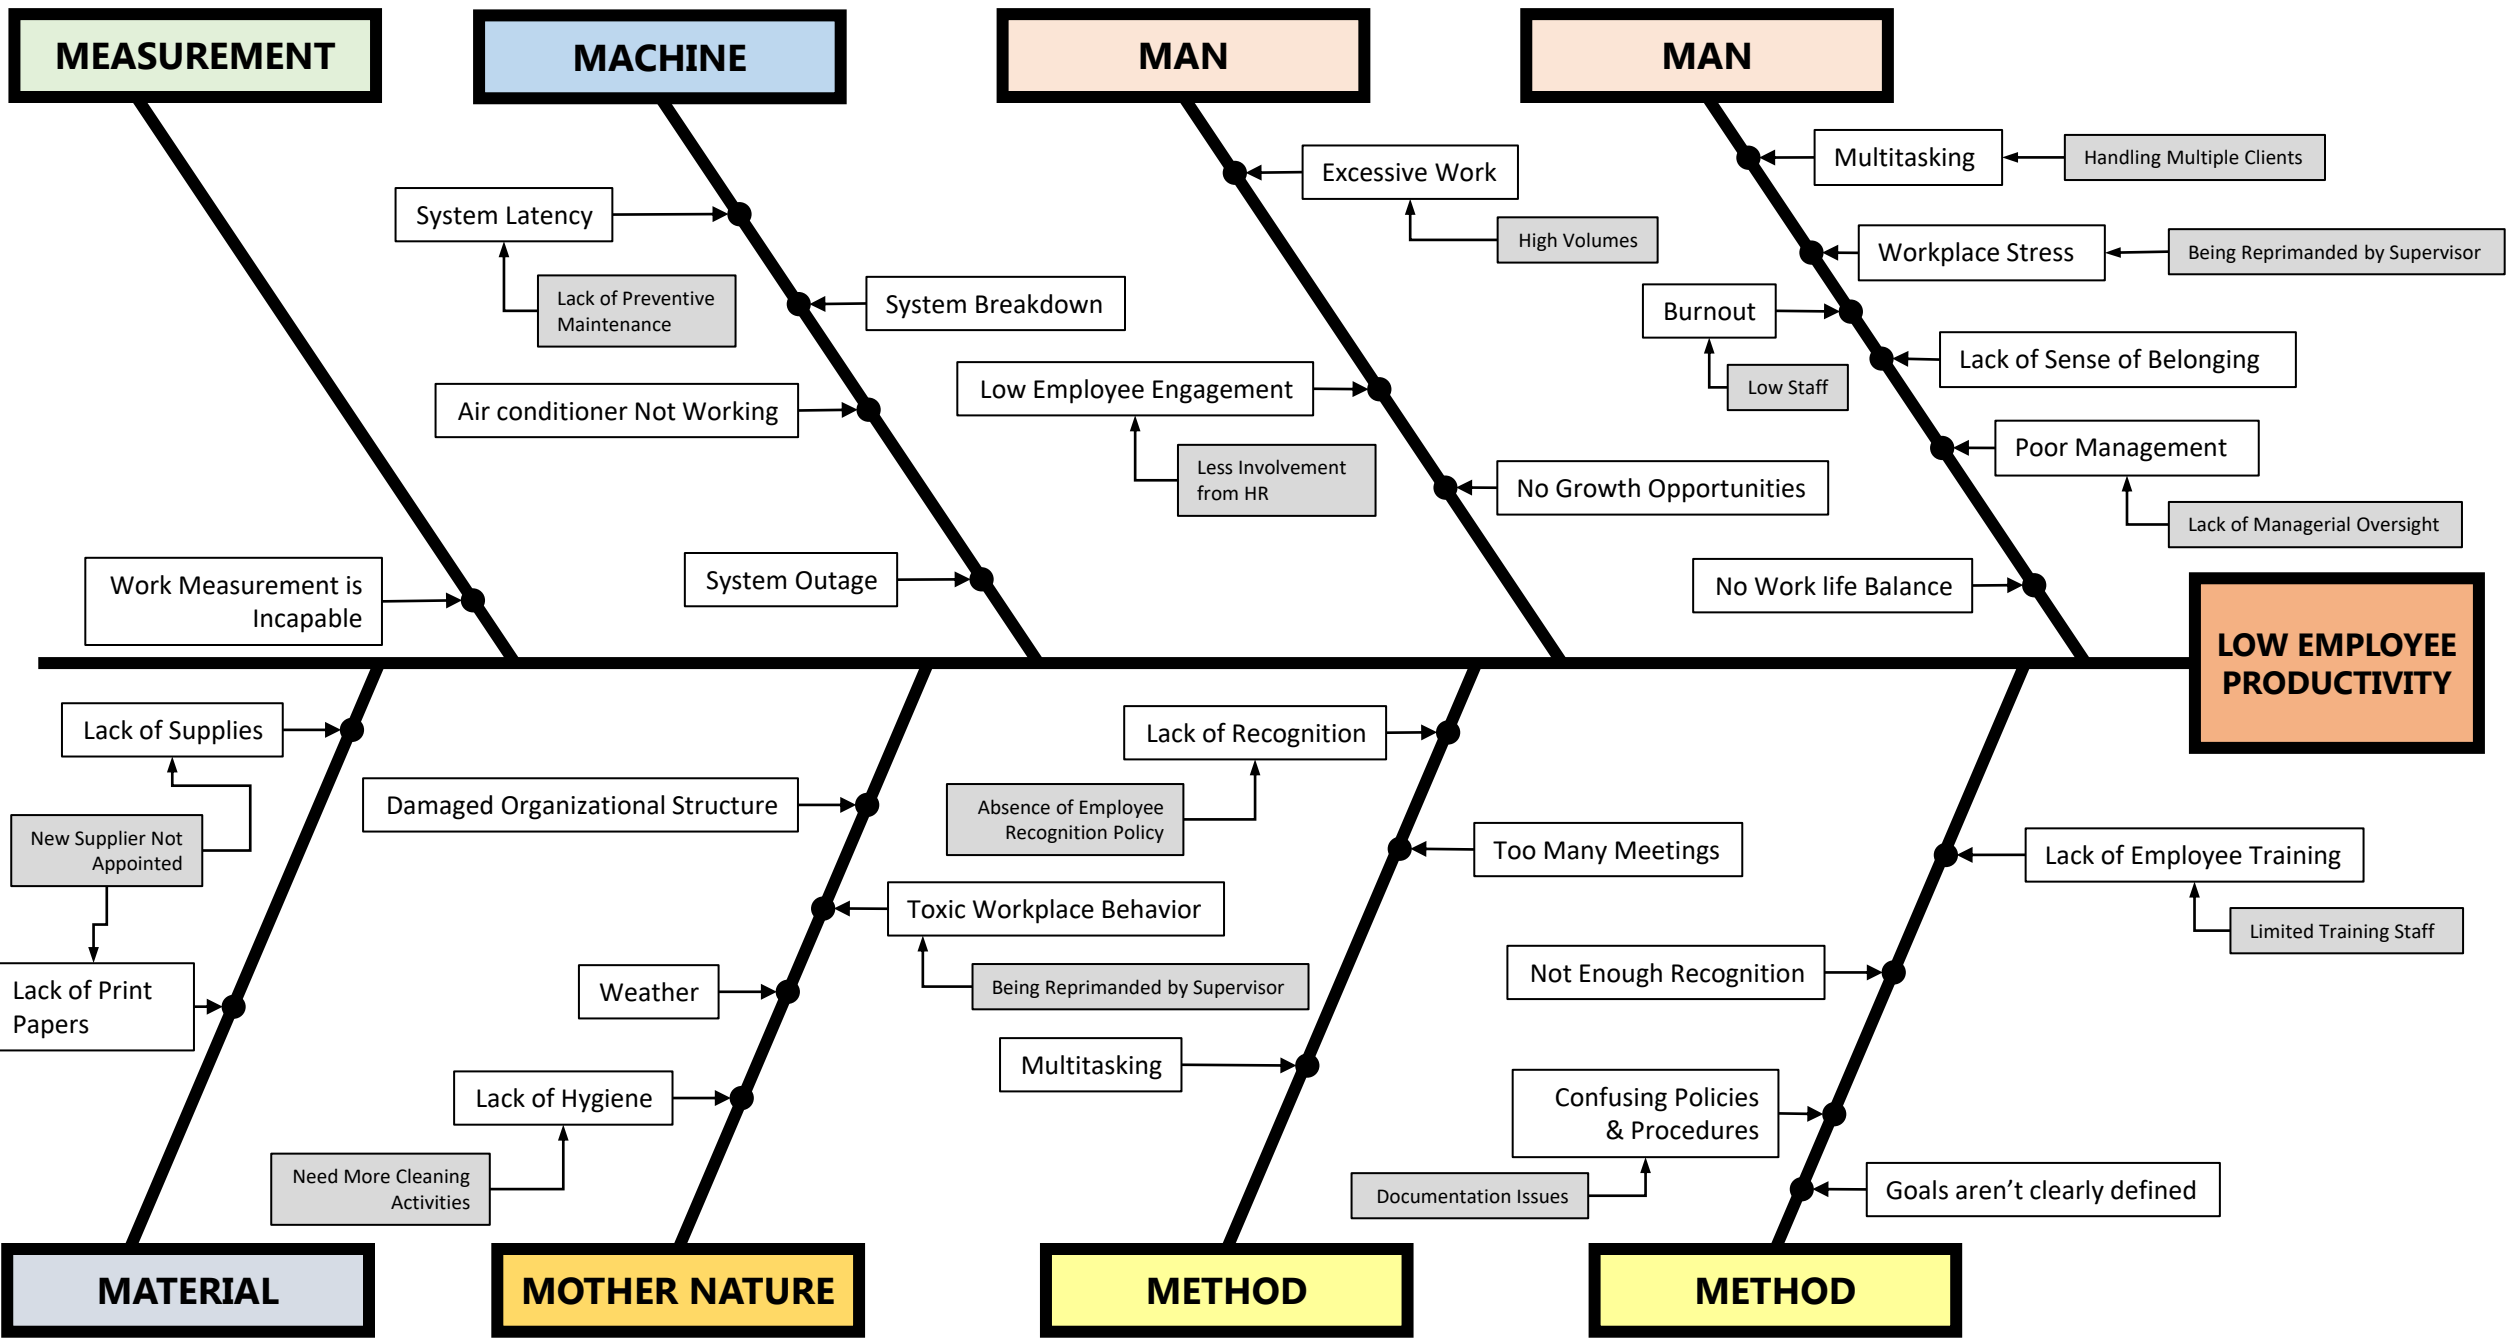 MEASUREMENT
MACHINE
MAN
MAN
Multitasking
Handling Multiple Clients
Excessive Work
System Latency
High Volumes
Workplace Stress
Being Reprimanded by Supervisor
Lack of Preventive
Maintenance
System Breakdown
Burnout
Lack of Sense of Belonging
Low Employee Engagement
Low Staff
Air conditioner Not Working
Poor Management
Less Involvement
from HR
No Growth Opportunities
Lack of Managerial Oversight
Work Measurement is
Incapable
System Outage
No Work life Balance
LOW EMPLOYEE
PRODUCTIVITY
Lack of Supplies
Lack of Recognition
Damaged Organizational Structure
Absence of Employee
Recognition Policy
New Supplier Not
Appointed
Too Many Meetings
Lack of Employee Training
Toxic Workplace Behavior
Limited Training Staff
Lack of Print
Papers
Weather
Being Reprimanded by Supervisor
Not Enough Recognition
Multitasking
Lack of Hygiene
Confusing Policies
& Procedures
Need More Cleaning
Activities
Documentation Issues
Goals aren’t clearly defined
MATERIAL
MOTHER NATURE
METHOD
METHOD